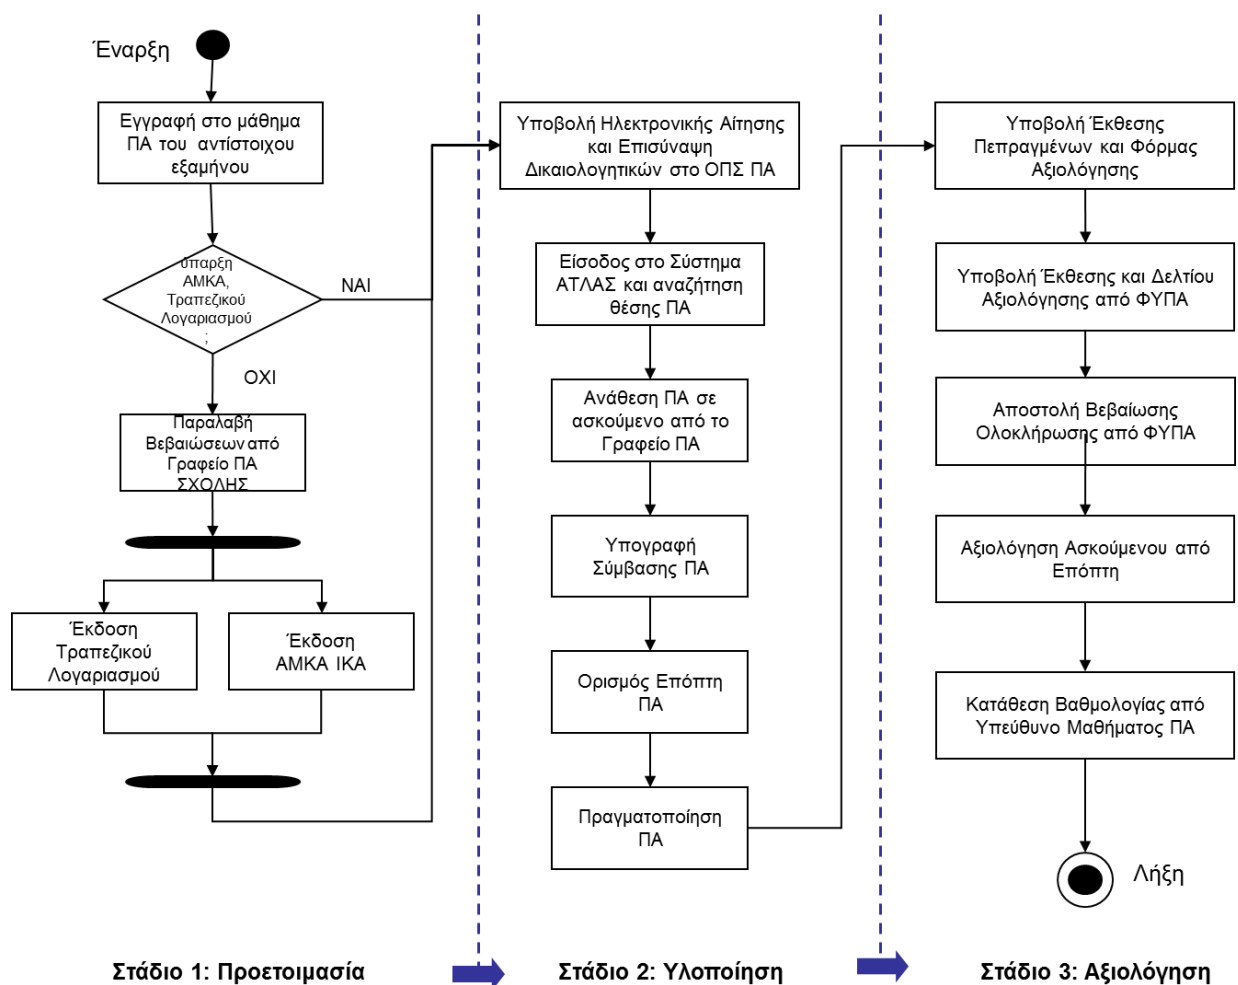 Έναρξη
Εγγραφή στο μάθημα
ΠΑ του αντίστοιχου
εξαμήνου
ύπαρξη
ΑΜΚΑ,
Τραπεζικού
Λογαριασμού
;
ΝΑΙ
ΟΧΙ
Παραλαβή
Βεβαιώσεων από
Γραφείο ΠΑ
ΣΧΟΛΗΣ
Έκδοση
Τραπεζικού
Λογαριασμού
Έκδοση
ΑΜΚΑ ΙΚΑ
Στάδιο 1: Προετοιμασία
Υποβολή Ηλεκτρονικής Αίτησης
και Επισύναψη
Δικαιολογητικών στο ΟΠΣ ΠΑ
Είσοδος στο Σύστημα
ΑΤΛΑΣ και αναζήτηση
θέσης ΠΑ
Ανάθεση ΠΑ σε
ασκούμενο από το
Γραφείο ΠΑ
Υπογραφή
Σύμβασης ΠΑ
Ορισμός Επόπτη
ΠΑ
Πραγματοποίηση
ΠΑ
Στάδιο 2: Υλοποίηση
Υποβολή Έκθεσης
Πεπραγμένων και Φόρμας
Αξιολόγησης
Υποβολή Έκθεσης και Δελτίου
Αξιολόγησης από ΦΥΠΑ
Αποστολή Βεβαίωσης
Ολοκλήρωσης από ΦΥΠΑ
Αξιολόγηση Ασκούμενου από
Επόπτη
Κατάθεση Βαθμολογίας από
Υπεύθυνο Μαθήματος ΠΑ
Λήξη
Στάδιο 3: Αξιολόγηση